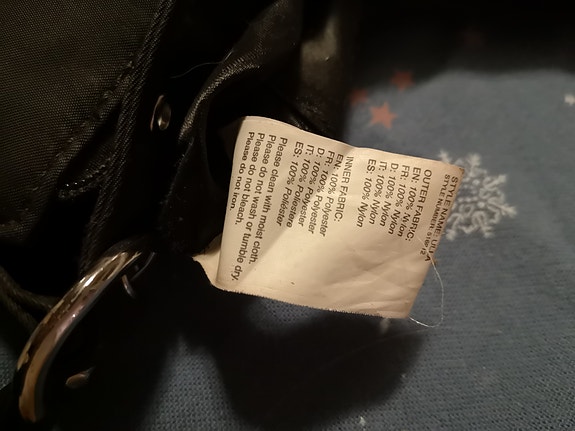 STYLE NAME:
STYLE NUMBER:
OUTER FABRIC:
EN: 100% Nylon
FR: 100% Nylon
D: 100% Nylon
IT: 100% Nylon
ES: 100% Nylon
INNER FABRIC:
EN: 100% Polyester
FR: 100% Polyester
D: 100% Polyester
IT: 100% Poliestere
ES: 100% Poliéster
Please clean with moist cloth.
Please do not wash or tumble dry.
Please do not bleach.
Please do not iron.